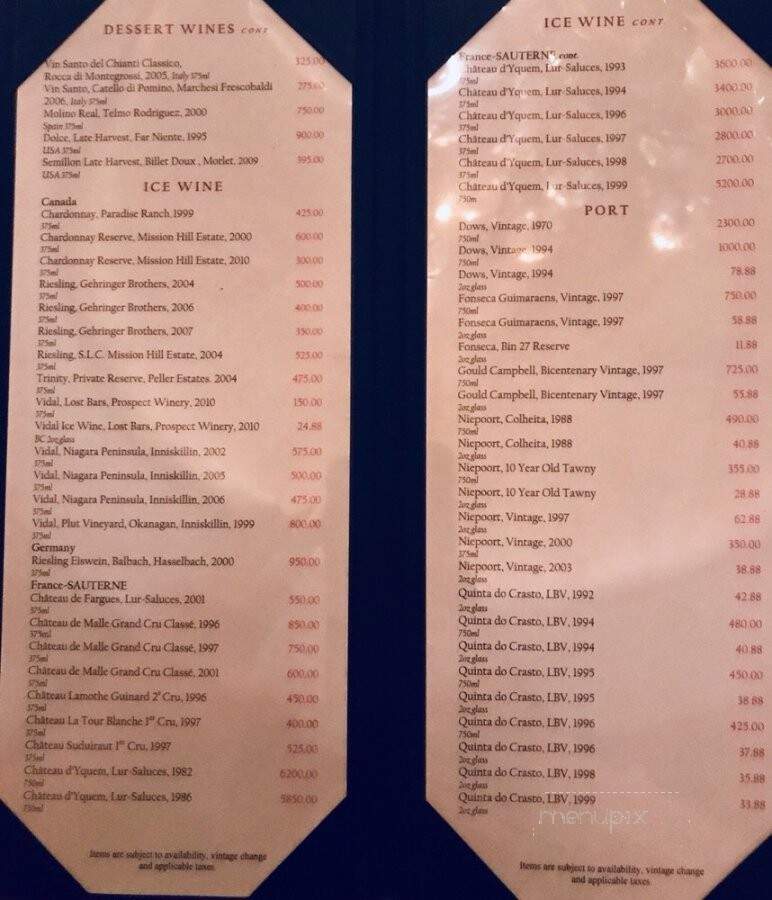 DESSERT WINES CONT
Vin Santo del Chianti Classico, 325.00
Rocca di Montegrossi, 2005, Italy 375ml
Vin Santo, Catello di Pomino, Marchesi Frescobaldi 275.00
2006, Italy 375ml
Molino Real, Telmo Rodriguez, 2000 750.00
Spain 375ml
Dolce, Late Harvest, Far Niente, 1995 900.00
USA 375ml
Semillon Late Harvest, Billet Doux, Morlet, 2009 395.00
USA 375ml
ICE WINE
Canada
Chardonnay, Paradise Ranch, 1999 425.00
375ml
Chardonnay Reserve, Mission Hill Estate, 2000 600.00
375ml
Chardonnay Reserve, Mission Hill Estate, 2010 300.00
375ml
Riesling, Gehringer Brothers, 2004 500.00
375ml
Riesling, Gehringer Brothers, 2006 400.00
375ml
Riesling, Gehringer Brothers, 2007 350.00
375ml
Riesling, S.L.C. Mission Hill Estate, 2004 525.00
375ml
Trinity, Private Reserve, Peller Estates. 2004 475.00
375ml
Vidal, Lost Bars, Prospect Winery, 2010 150.00
375ml
Vidal Ice Wine, Lost Bars, Prospect Winery, 2010 24.88
BC 2oz glass
Vidal, Niagara Peninsula, Inniskillin, 2002 575.00
375ml
Vidal, Niagara Peninsula, Inniskillin, 2005 500.00
375ml
Vidal, Niagara Peninsula, Inniskillin, 2006 475.00
375ml
Vidal, Plut Vineyard, Okanagan, Inniskillin, 1999 800.00
375ml
Germany
Riesling Eiswein, Balbach, Hasselbach, 2000 950.00
375ml
France-SAUTERNE
Château de Fargues, Lur-Saluces, 2001 550.00
375ml
Château de Malle Grand Cru Classé, 1996 850.00
375ml
Château de Malle Grand Cru Classé, 1997 750.00
375ml
Château de Malle Grand Cru Classé, 2001 600.00
375ml
Château Lamothe Guinard 2e Cru, 1996 450.00
375ml
Château La Tour Blanche 1er Cru, 1997 400.00
375ml
Château Suduiraut 1er Cru, 1997 525.00
375ml
Château d'Yquem, Lur-Saluces, 1982 6200.00
750ml
Château d'Yquem, Lur-Saluces, 1986 5850.00
750ml
Items are subject to availability, vintage change
and applicable taxes
ICE WINE CONT
France-SAUTERNE cont.
Château d'Yquem, Lur-Saluces, 1993 3600.00
375ml
Château d'Yquem, Lur-Saluces, 1994 3400.00
375ml
Château d'Yquem, Lur-Saluces, 1996 3000.00
375ml
Château d'Yquem, Lur-Saluces, 1997 2800.00
375ml
Château d'Yquem, Lur-Saluces, 1998 2700.00
375ml
Château d'Yquem, Lur-Saluces, 1999 5200.00
750m
PORT
Dows, Vintage, 1970 2300.00
750ml
Dows, Vintage 1994 1000.00
750ml
Dows, Vintage, 1994 78.88
2oz glass
Fonseca Guimaraens, Vintage, 1997 750.00
750ml
Fonseca Guimaraens, Vintage, 1997 58.88
2oz glass
Fonseca, Bin 27 Reserve 11.88
2oz glass
Gould Campbell, Bicentenary Vintage, 1997 725.00
750ml
Gould Campbell, Bicentenary Vintage, 1997 55.88
2oz glass
Niepoort, Colheita, 1988 490.00
750ml
Niepoort, Colheita, 1988 40.88
2oz glass
Niepoort, 10 Year Old Tawny 355.00
750ml
Niepoort, 10 Year Old Tawny 28.88
2oz glass
Niepoort, Vintage, 1997 62.88
2oz glass
Niepoort, Vintage, 2000 350.00
375ml
Niepoort, Vintage, 2003 38.88
2oz glass
Quinta do Crasto, LBV, 1992 42.88
2oz glass
Quinta do Crasto, LBV, 1994 480.00
750ml
Quinta do Crasto, LBV, 1994 40.88
2oz glass
Quinta do Crasto, LBV, 1995 450.00
750ml
Quinta do Crasto, LBV, 1995 38.88
2oz glass
Quinta do Crasto, LBV, 1996 425.00
750ml
Quinta do Crasto, LBV, 1996 37.88
2oz glass
Quinta do Crasto, LBV, 1998 35.88
2oz glass
Quinta do Crasto, LBV, 1999 33.88
2oz glass
menupix
Items are subject to availability, vintage change
and applicable taxes